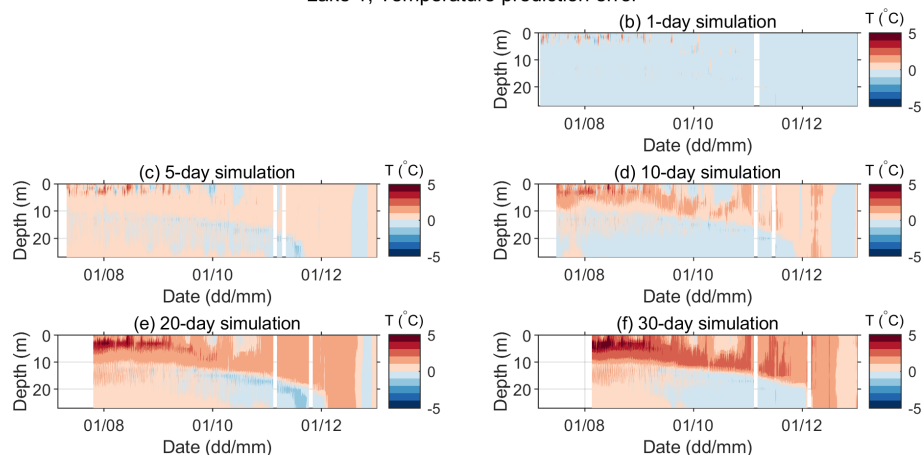 (b) 1-day simulation
T (°C)
0
10
20
Depth (m)
5
0
-5
01/08
01/10
01/12
Date (dd/mm)
(c) 5-day simulation
T (°C)
0
10
20
Depth (m)
5
0
-5
01/08
01/10
01/12
Date (dd/mm)
(d) 10-day simulation
T (°C)
0
10
20
Depth (m)
5
0
-5
01/08
01/10
01/12
Date (dd/mm)
(e) 20-day simulation
T (°C)
0
10
20
Depth (m)
5
0
-5
01/08
01/10
01/12
Date (dd/mm)
(f) 30-day simulation
T (°C)
0
10
20
Depth (m)
5
0
-5
01/08
01/10
01/12
Date (dd/mm)